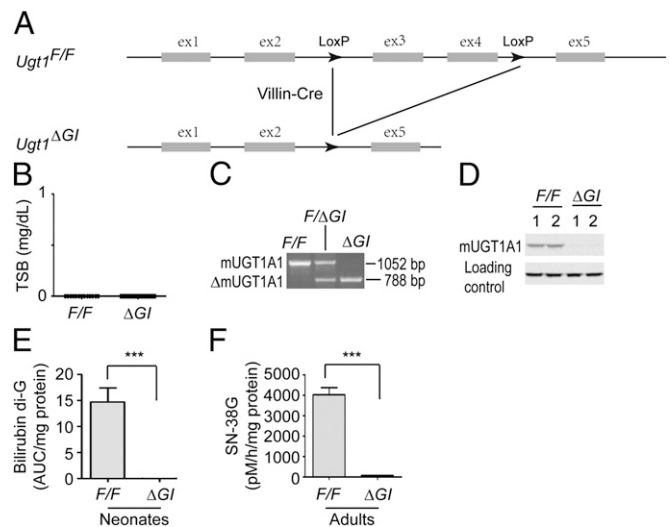 A
Ugt1F/F
ex1 ex2 LoxP ex3 ex4 LoxP ex5
Villin-Cre
Ugt1ΔGI
ex1 ex2 ex5
B
TSB (mg/dL)
1
0
F/F ΔGI
C
F/ΔGI
F/F ΔGI
mUGT1A1 1052 bp
ΔmUGT1A1 788 bp
D
F/F ΔGI
1 2 1 2
mUGT1A1
Loading
control
E
Bilirubin di-G
(AUC/mg protein)
20
15
10
5
0
***
F/F ΔGI
Neonates
F
SN-38G
(pM/h/mg protein)
5000
4000
3000
2000
1000
0
***
F/F ΔGI
Adults